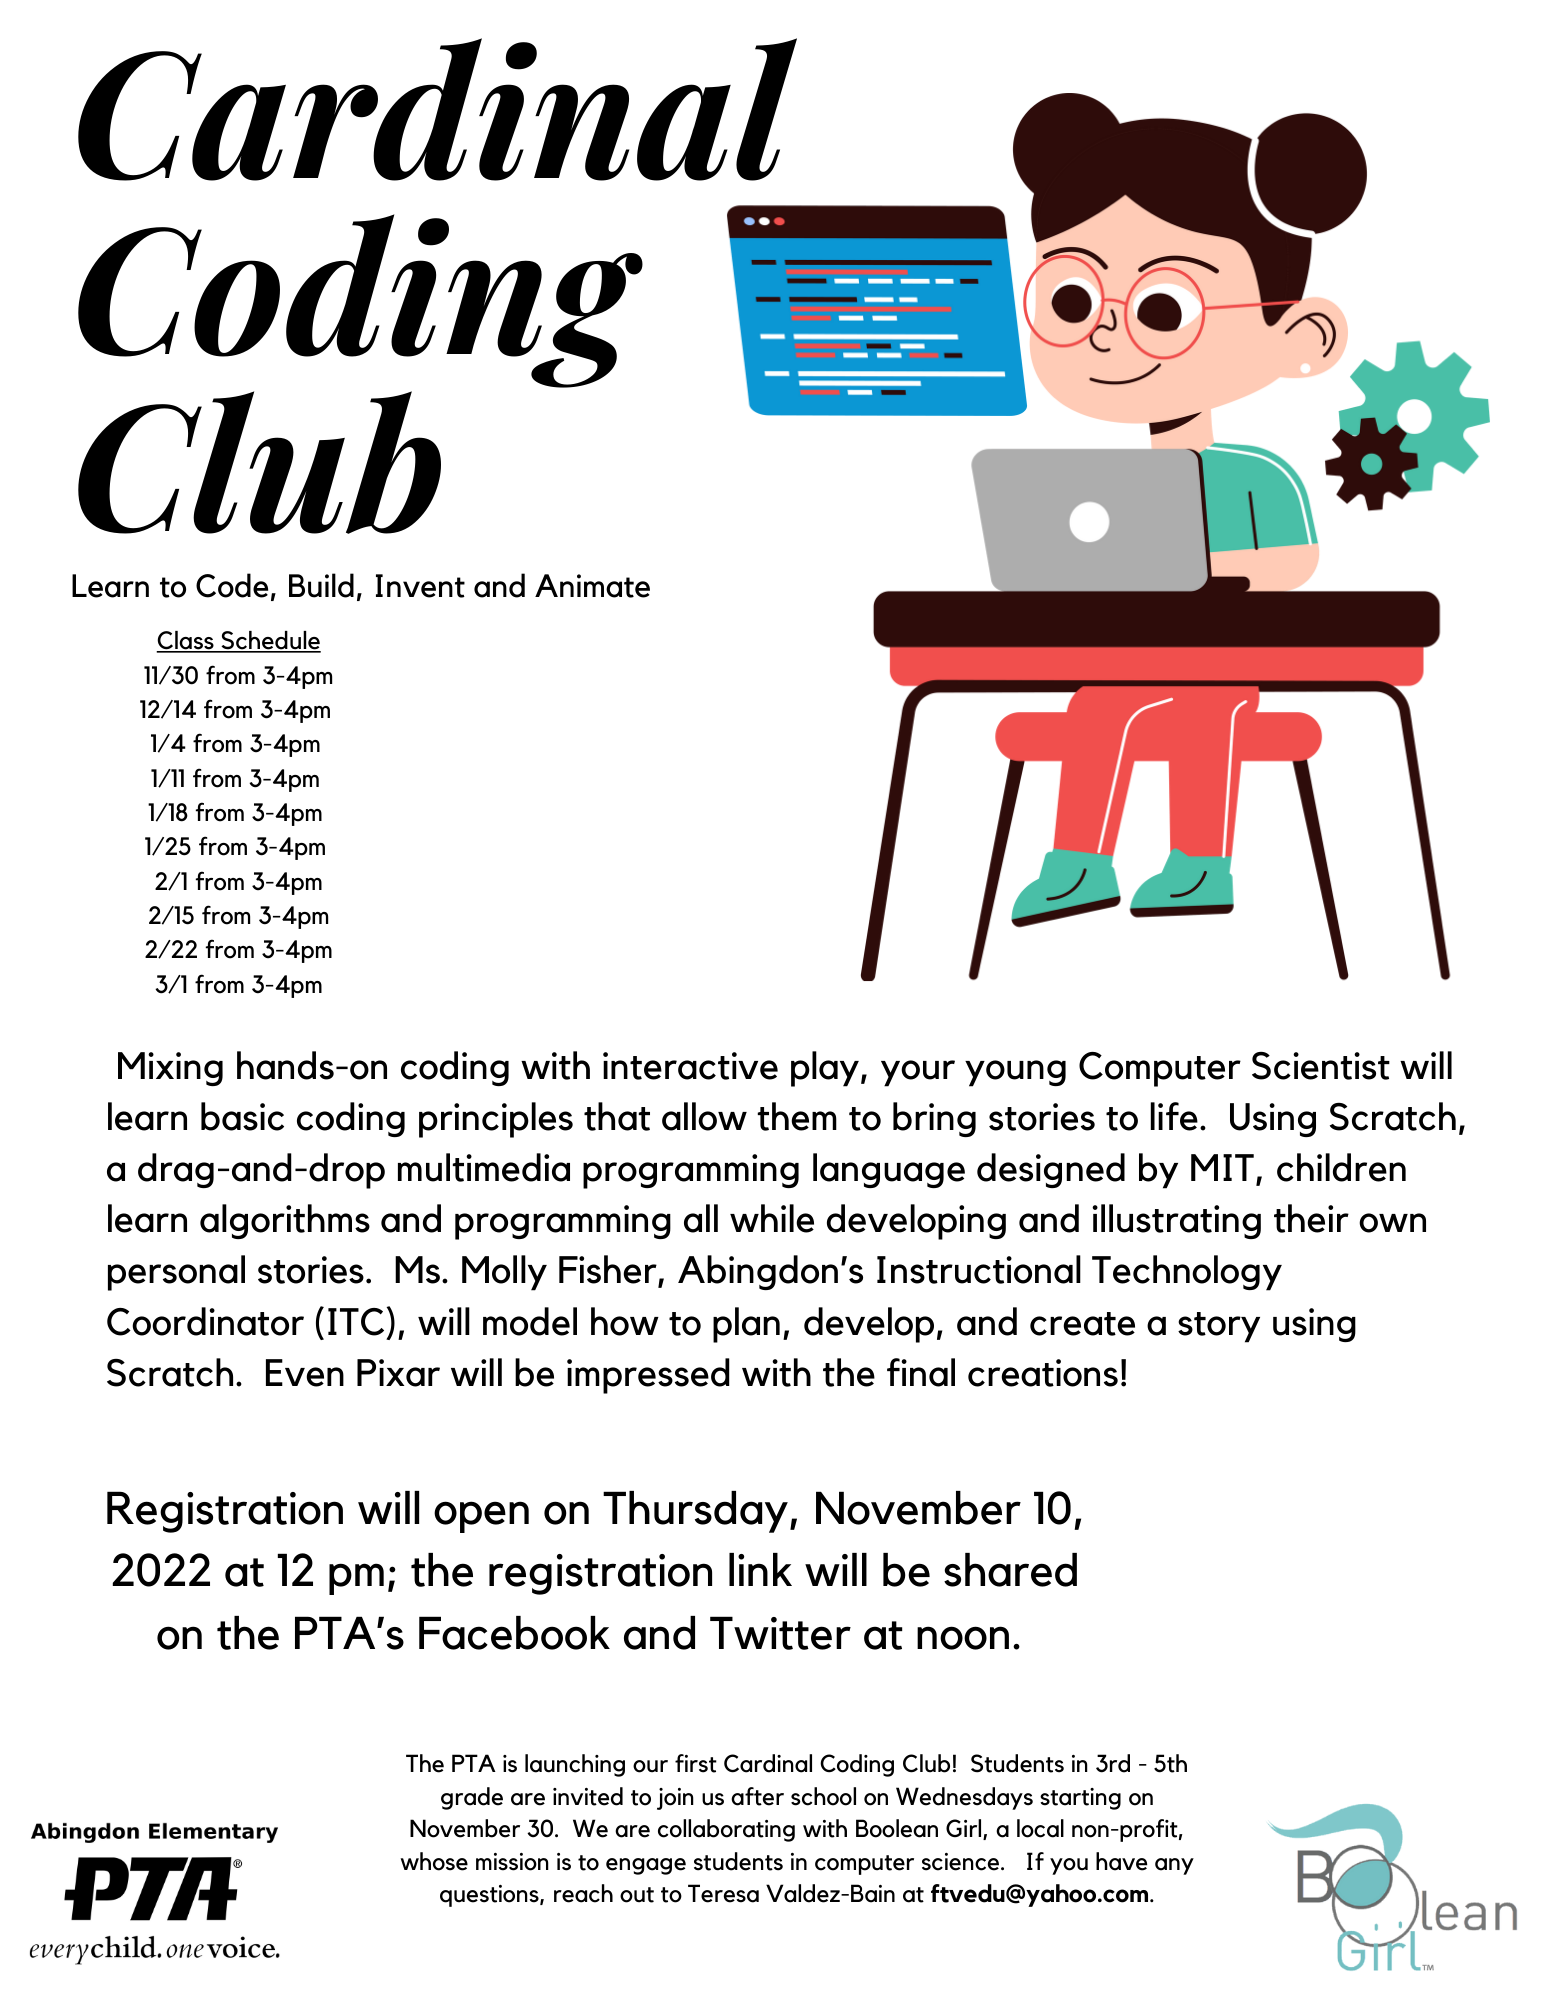 Cardinal
Coding
Club
Learn to Code, Build, Invent and Animate
Class Schedule
11/30 from 3-4pm
12/14 from 3-4pm
1/4 from 3-4pm
1/11 from 3-4pm
1/18 from 3-4pm
1/25 from 3-4pm
2/1 from 3-4pm
2/15 from 3-4pm
2/22 from 3-4pm
3/1 from 3-4pm
Mixing hands-on coding with interactive play, your young Computer Scientist will
learn basic coding principles that allow them to bring stories to life.  Using Scratch,
a drag-and-drop multimedia programming language designed by MIT, children
learn algorithms and programming all while developing and illustrating their own
personal stories.  Ms. Molly Fisher, Abingdon's Instructional Technology
Coordinator (ITC), will model how to plan, develop, and create a story using
Scratch.  Even Pixar will be impressed with the final creations!
Registration will open on Thursday, November 10,
2022 at 12 pm; the registration link will be shared
on the PTA's Facebook and Twitter at noon.
The PTA is launching our first Cardinal Coding Club!  Students in 3rd - 5th
grade are invited to join us after school on Wednesdays starting on
November 30.  We are collaborating with Boolean Girl, a local non-profit,
whose mission is to engage students in computer science.   If you have any
questions, reach out to Teresa Valdez-Bain at ftvedu@yahoo.com.
Abingdon Elementary
PTA®
everychild.onevoice.
Boolean
Girl™